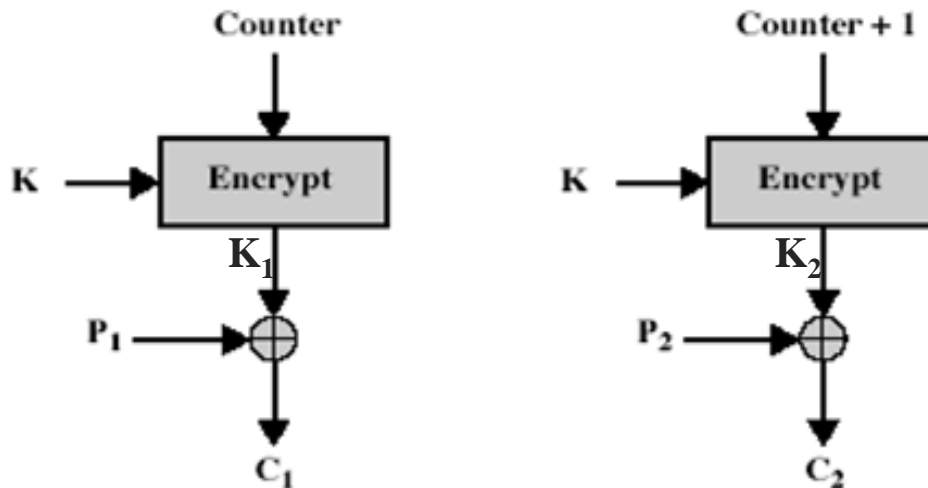 Counter
Counter + 1
K
Encrypt
K
Encrypt
K₁
K₂
P₁
P₂
C₁
C₂